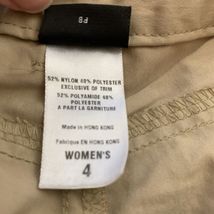 P8
52% NYLON 48% POLYESTER
EXCLUSIVE OF TRIM
52% POLYAMIDE 48%
POLYESTER
A PART LA GARNITURE
Made in HONG KONG
Fabrique EN HONG KONG
WOMEN'S
4